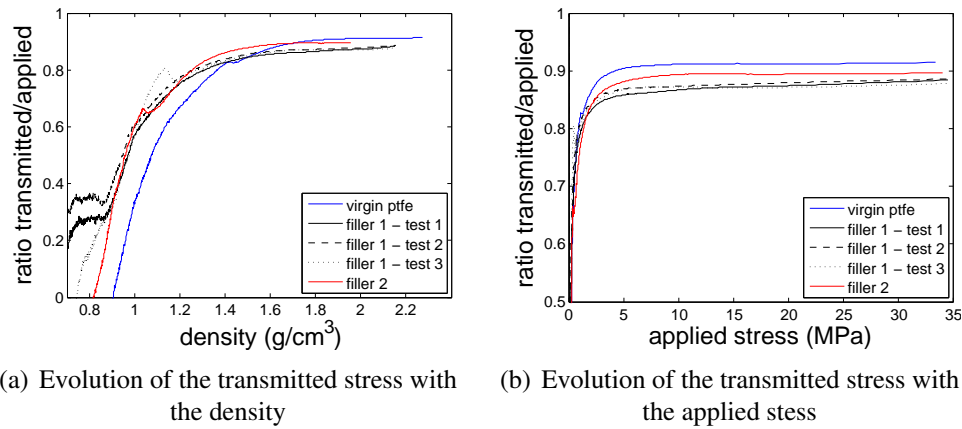 ratio transmitted/applied
1
0.8
0.6
0.4
0.2
0
0.8 1 1.2 1.4 1.6 1.8 2 2.2
density (g/cm³)
virgin ptfe
filler 1 − test 1
filler 1 − test 2
filler 1 − test 3
filler 2
(a) Evolution of the transmitted stress with
the density
ratio transmitted/applied
1
0.9
0.8
0.7
0.6
0.5
0 5 10 15 20 25 30 35
applied stress (MPa)
virgin ptfe
filler 1 − test 1
filler 1 − test 2
filler 1 − test 3
filler 2
(b) Evolution of the transmitted stress with
the applied stess